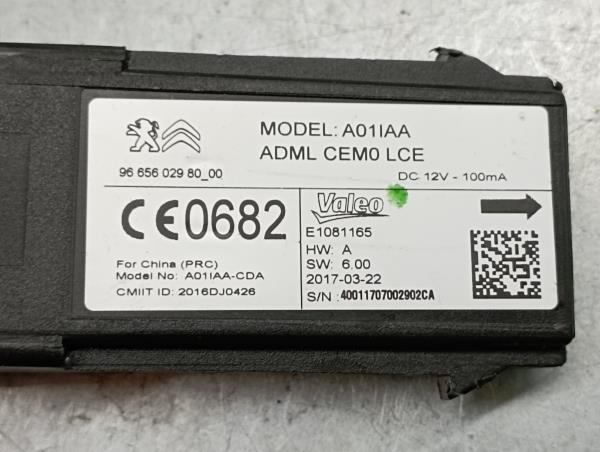 MODEL: A01IAA
ADML CEM0 LCE
96 656 029 80_00
DC 12V - 100mA
CE0682
For China (PRC)
Model No: A01IAA-CDA
CMIIT ID: 2016DJ0426
Valeo
E1081165
HW: A
SW: 6.00
2017-03-22
S/N: 40011707002902CA